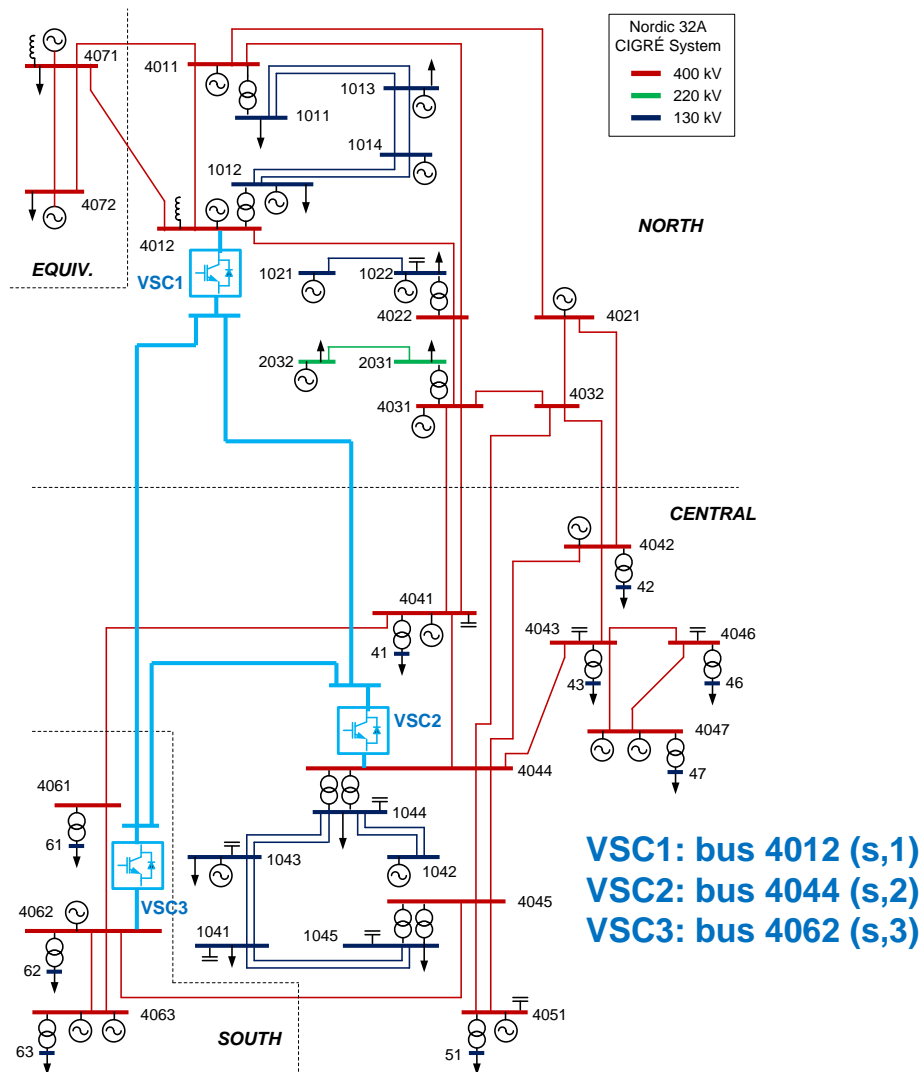 Nordic 32A
CIGRÉ System
400 kV
220 kV
130 kV
4071
4011
1013
1011
1014
1012
4072
4012
NORTH
EQUIV.
VSC1
1021
1022
4022
4021
2032
2031
4031
4032
CENTRAL
4042
42
4041
41
4043
4046
43
46
VSC2
4047
47
4044
4061
61
1044
1043
1042
VSC3
4062
4045
1041
1045
62
4063
4051
63
SOUTH
51
VSC1: bus 4012 (s,1)
VSC2: bus 4044 (s,2)
VSC3: bus 4062 (s,3)